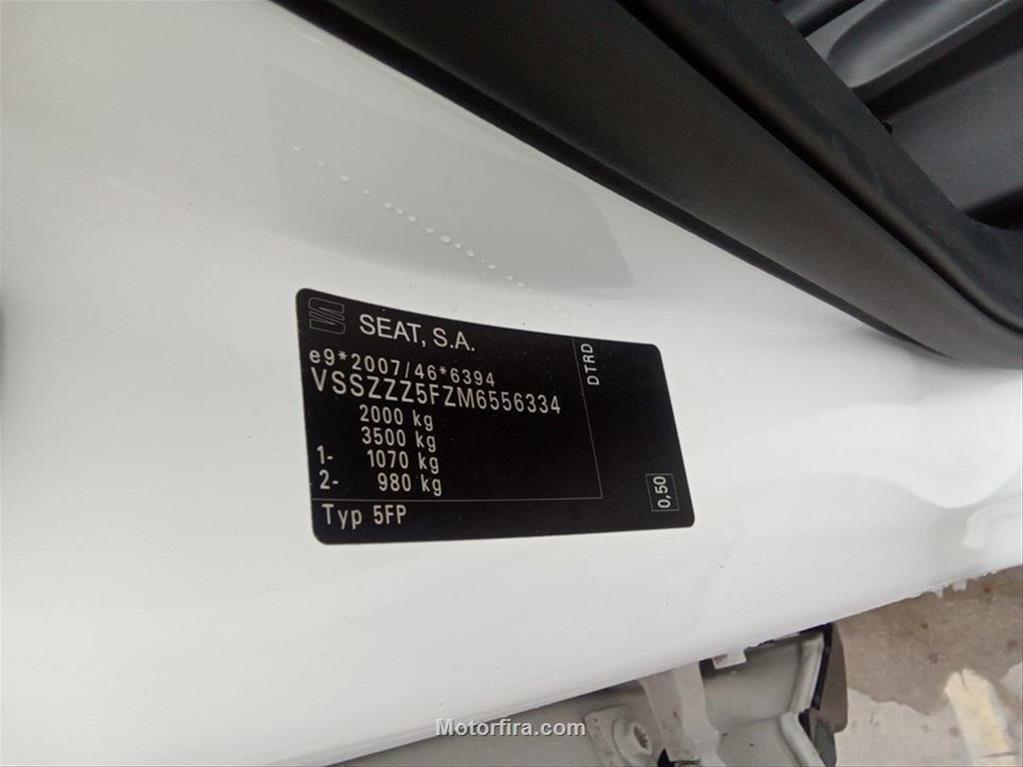 SEAT, S.A.
e9*2007/46*6394
VSSZZZ5FZM6556334
2000 kg
3500 kg
1- 1070 kg
2- 980 kg
Typ 5FP
DTRD
0,50
Motorfira.com